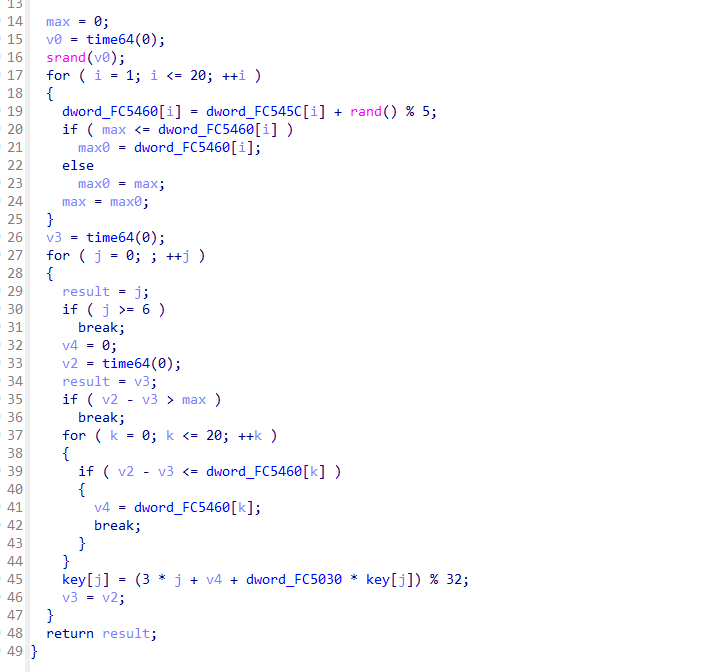 13
14 max = 0;
15 v0 = time64(0);
16 srand(v0);
17 for ( i = 1; i <= 20; ++i )
18 {
19 dword_FC5460[i] = dword_FC545C[i] + rand() % 5;
20 if ( max <= dword_FC5460[i] )
21 max0 = dword_FC5460[i];
22 else
23 max0 = max;
24 max = max0;
25 }
26 v3 = time64(0);
27 for ( j = 0; ; ++j )
28 {
29 result = j;
30 if ( j >= 6 )
31 break;
32 v4 = 0;
33 v2 = time64(0);
34 result = v3;
35 if ( v2 - v3 > max )
36 break;
37 for ( k = 0; k <= 20; ++k )
38 {
39 if ( v2 - v3 <= dword_FC5460[k] )
40 {
41 v4 = dword_FC5460[k];
42 break;
43 }
44 }
45 key[j] = (3 * j + v4 + dword_FC5030 * key[j]) % 32;
46 v3 = v2;
47 }
48 return result;
49 }